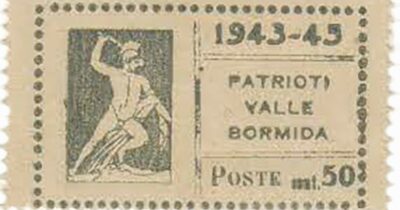 1943-45
PATRIOTI
VALLE
BORMIDA
POSTE mt. 50